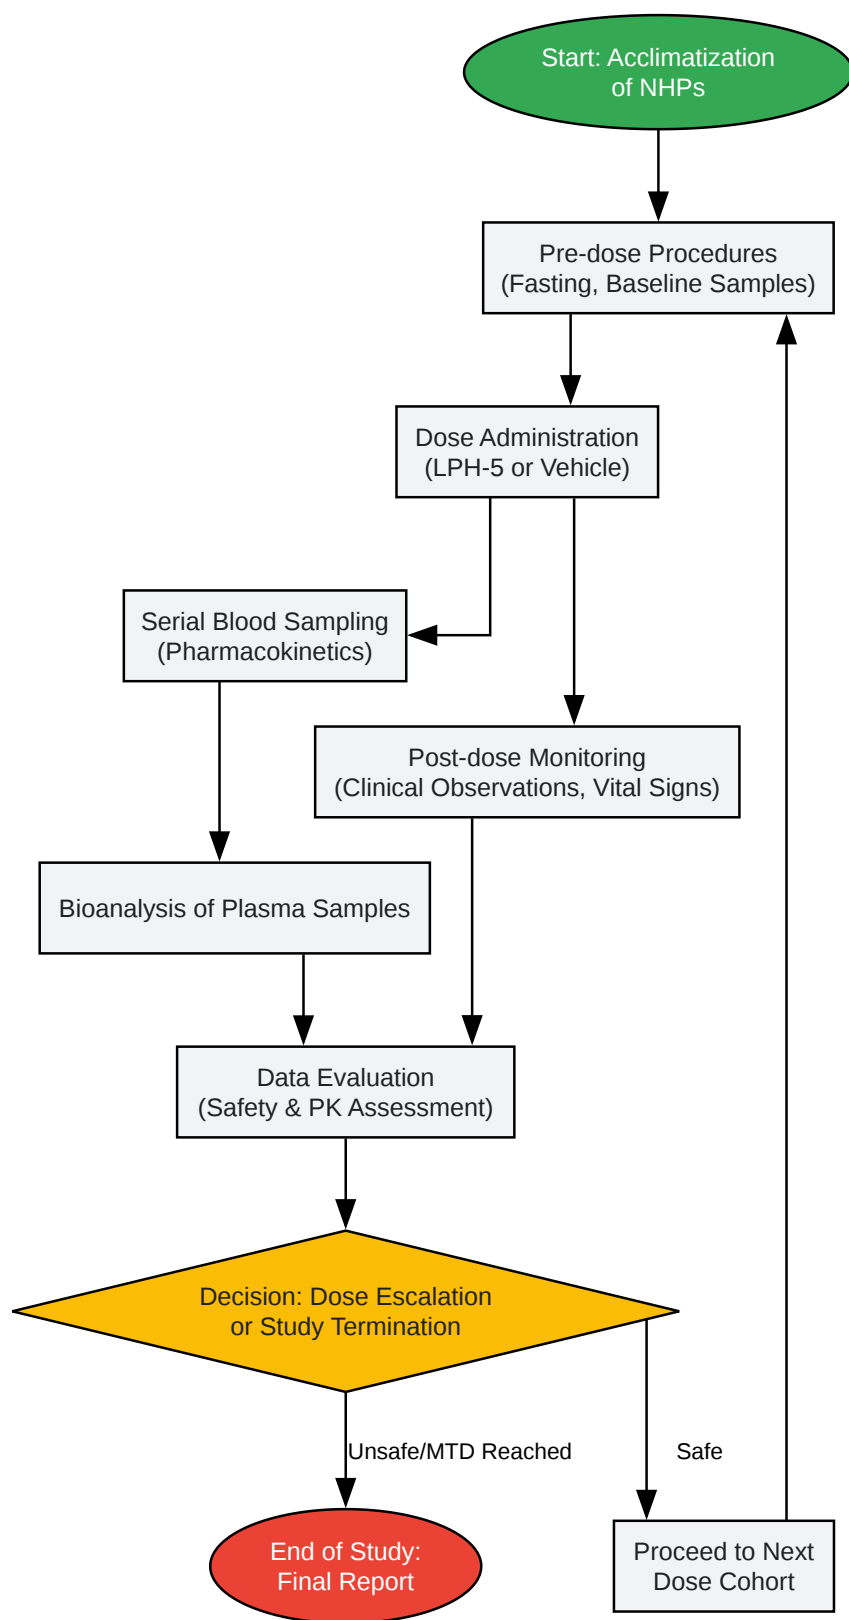 Start: Acclimatization
of NHPs
Pre-dose Procedures
(Fasting, Baseline Samples)
Dose Administration
(LPH-5 or Vehicle)
Serial Blood Sampling
(Pharmacokinetics)
Post-dose Monitoring
(Clinical Observations, Vital Signs)
Bioanalysis of Plasma Samples
Data Evaluation
(Safety & PK Assessment)
Decision: Dose Escalation
or Study Termination
Unsafe/MTD Reached
Safe
End of Study:
Final Report
Proceed to Next
Dose Cohort